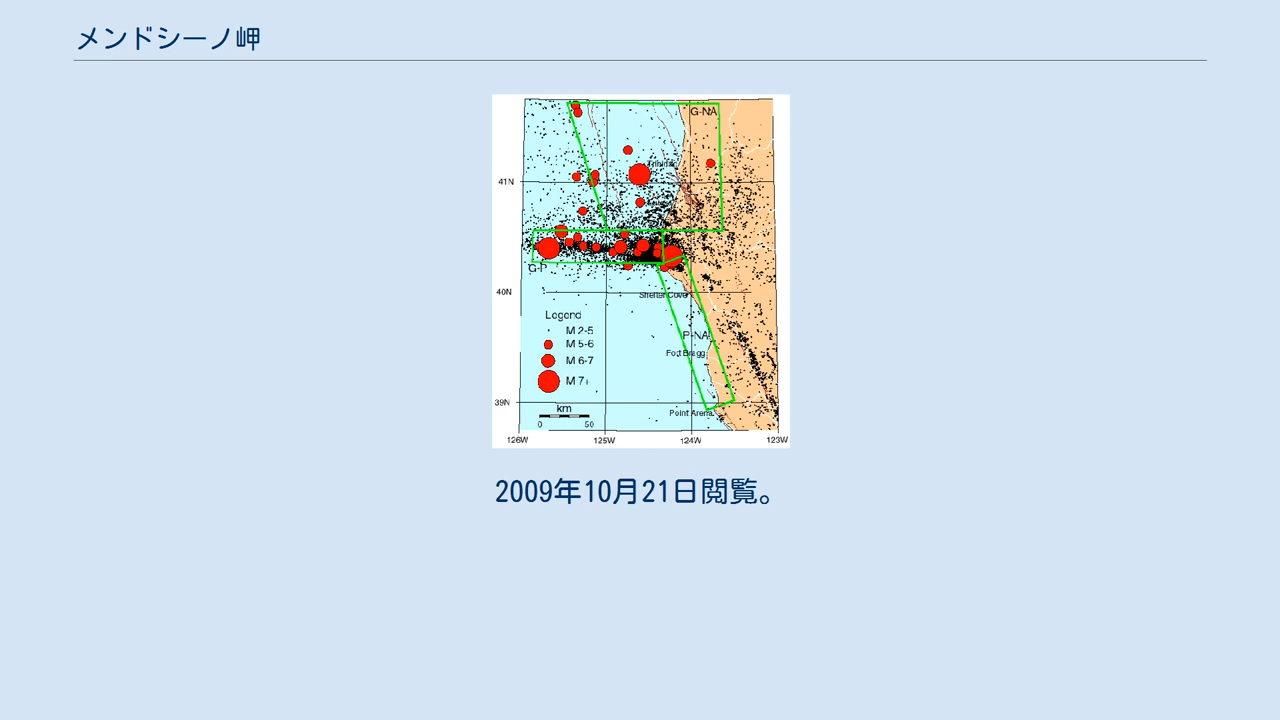 メンドシーノ岬
G-NA
Trinidad
41N
G-P
40N
Shelter Cove
Legend
M 2-5
M 5-6
M 6-7
M 7+
P-NA
Fort Bragg
39N
km
0 50
Point Arena
126W 125W 124W 123W
2009年10月21日閲覧。